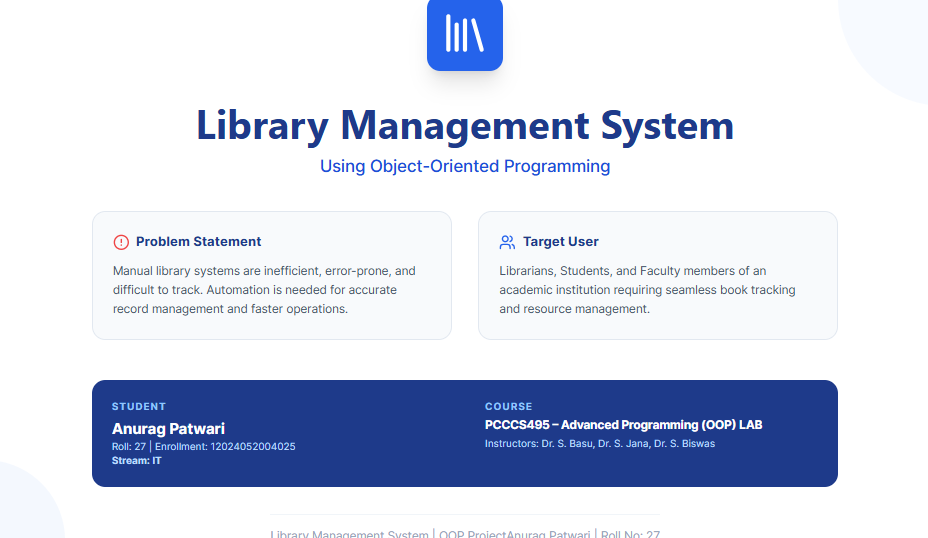 Library Management System
Using Object-Oriented Programming
Problem Statement
Manual library systems are inefficient, error-prone, and
difficult to track. Automation is needed for accurate
record management and faster operations.
Target User
Librarians, Students, and Faculty members of an
academic institution requiring seamless book tracking
and resource management.
STUDENT
Anurag Patwari
Roll: 27 | Enrollment: 12024052004025
Stream: IT
COURSE
PCCCS495 – Advanced Programming (OOP) LAB
Instructors: Dr. S. Basu, Dr. S. Jana, Dr. S. Biswas
Library Management System | OOP ProjectAnurag Patwari | Roll No: 27